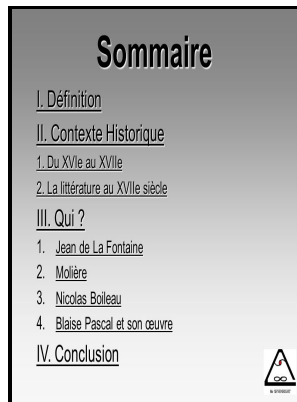 Sommaire
I. Définition
II. Contexte Historique
1. Du XVIe au XVIIe
2. La littérature au XVIIe siècle
III. Qui ?
1. Jean de La Fontaine
2. Molière
3. Nicolas Boileau
4. Blaise Pascal et son œuvre
IV. Conclusion